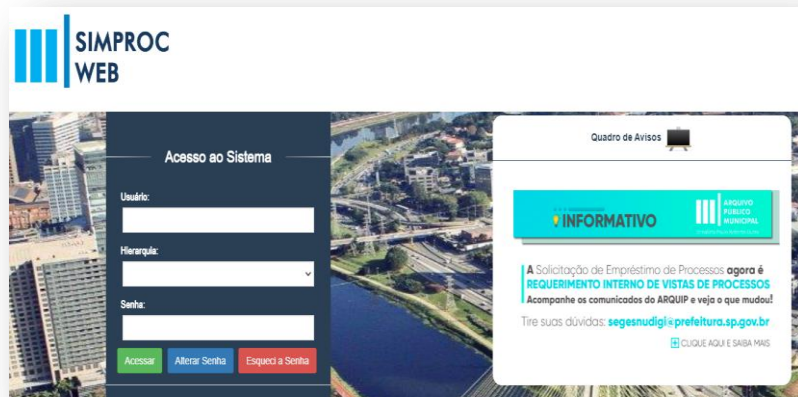 SIMPROC
WEB
Acesso ao Sistema
Usuário:
Hierarquia:
Senha:
Acessar
Alterar Senha
Esqueci a Senha
Quadro de Avisos
INFORMATIVO
ARQUIVO
PÚBLICO
MUNICIPAL
A Solicitação de Empréstimo de Processos agora é
REQUERIMENTO INTERNO DE VISTAS DE PROCESSOS
Acompanhe os comunicados do ARQUIP e veja o que mudou!
Tire suas dúvidas: segesnudigi@prefeitura.sp.gov.br
CLIQUE AQUI E SAIBA MAIS